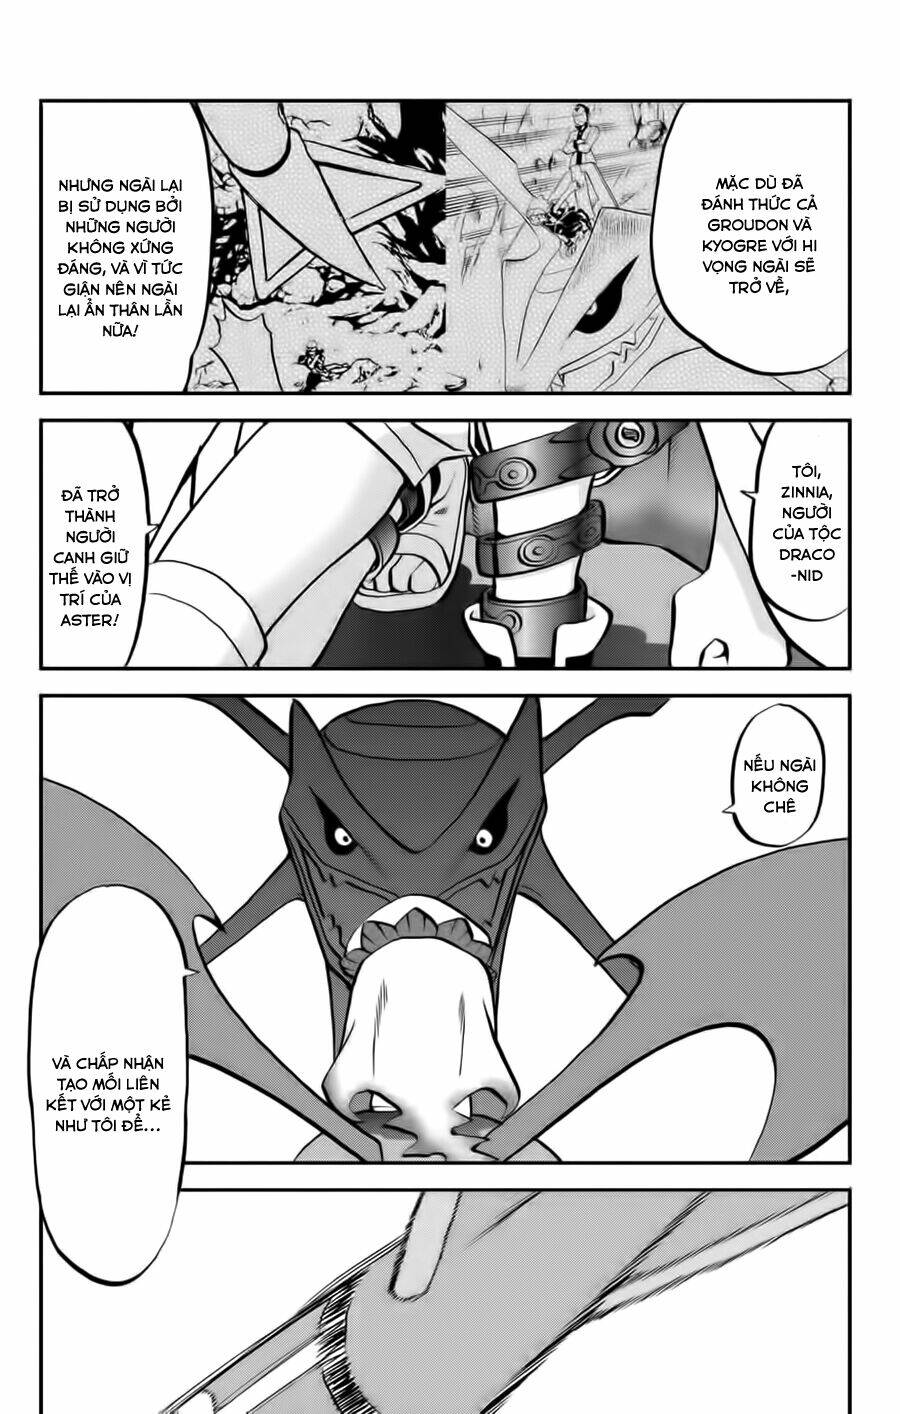 MẶC DÙ ĐÃ
ĐÁNH THỨC CẢ
GROUDON VÀ
KYOGRE VỚI HI
VỌNG NGÀI SẼ
TRỞ VỀ,
NHƯNG NGÀI LẠI
BỊ SỬ DỤNG BỞI
NHỮNG NGƯỜI
KHÔNG XỨNG
ĐÁNG, VÀ VÌ TỨC
GIẬN NÊN NGÀI
LẠI ẨN THÂN LẦN
NỮA!
TÔI,
ZINNIA,
NGƯỜI
CỦA TỘC
DRACO
-NID
ĐÃ TRỞ
THÀNH
NGƯỜI
CANH GIỮ
THẾ VÀO VỊ
TRÍ CỦA
ASTER!
NẾU NGÀI
KHÔNG
CHÊ
VÀ CHẤP NHẬN
TẠO MỐI LIÊN
KẾT VỚI MỘT KẺ
NHƯ TÔI ĐỂ...